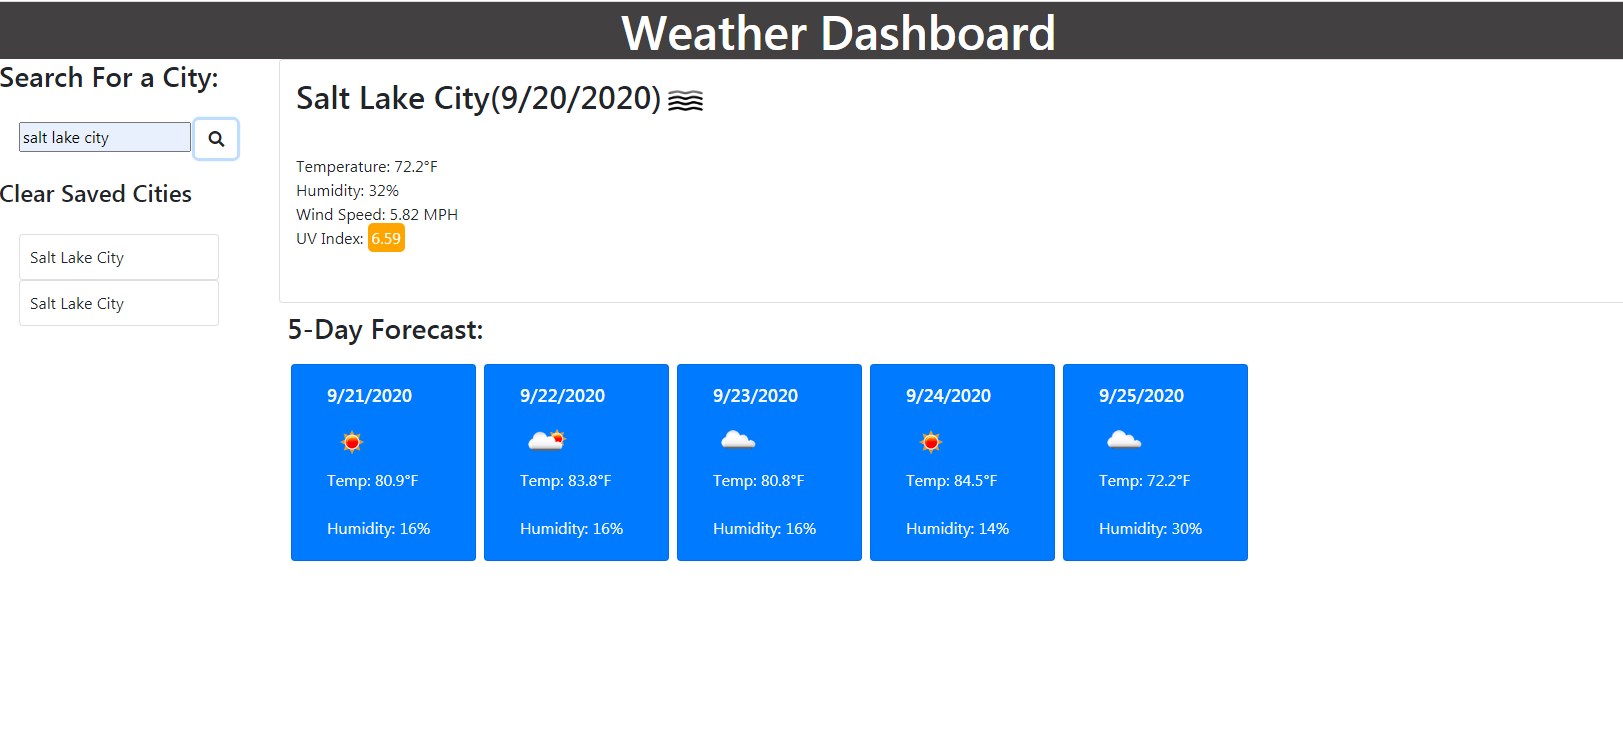 Weather Dashboard
Search For a City:
salt lake city
Clear Saved Cities
Salt Lake City
Salt Lake City
Salt Lake City(9/20/2020)
Temperature: 72.2°F
Humidity: 32%
Wind Speed: 5.82 MPH
UV Index: 6.59
5-Day Forecast:
9/21/2020
Temp: 80.9°F
Humidity: 16%
9/22/2020
Temp: 83.8°F
Humidity: 16%
9/23/2020
Temp: 80.8°F
Humidity: 16%
9/24/2020
Temp: 84.5°F
Humidity: 14%
9/25/2020
Temp: 72.2°F
Humidity: 30%